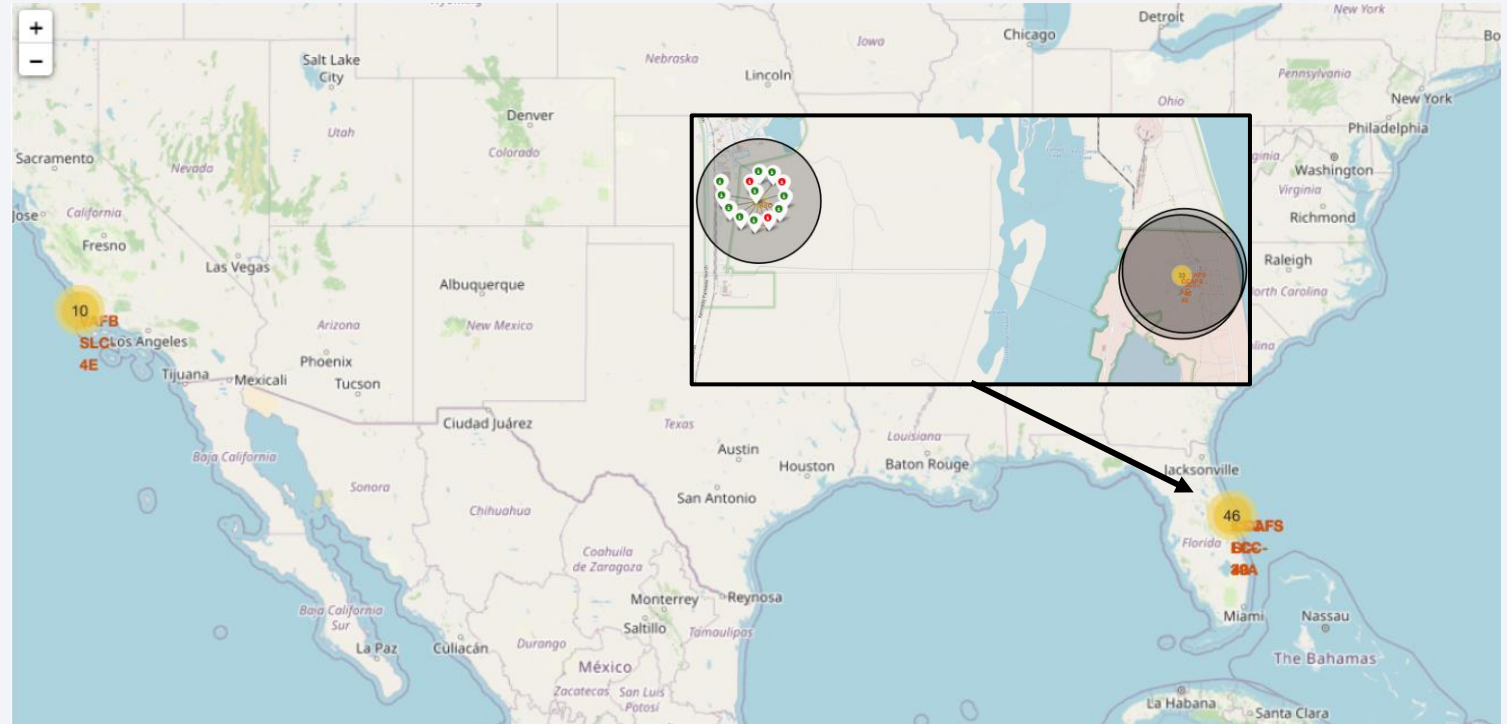 +
−
Detroit
New York
Chicago
Iowa
Bo
Salt Lake
City
Nebraska
Lincoln
Pennsylvania
New York
Denver
Ohio
Utah
Philadelphia
Colorado
Sacramento
Nevada
Washington
Virginia
Jose
California
Richmond
Fresno
Las Vegas
Raleigh
Albuquerque
North Carolina
10
VAFB
SLC-
4E
Los Angeles
Arizona
New Mexico
Phoenix
Tijuana
Mexicali
Tucson
Ciudad Juárez
Texas
Louisiana
Austin
Houston
Baton Rouge
Jacksonville
Baja California
San Antonio
Sonora
Chihuahua
46
Florida
Coahuila
de Zaragoza
Monterrey
Reynosa
Baja California
Sur
Saltillo
Tamaulipas
Miami
Nassau
La Paz
Culiacán
Durango
México
The Bahamas
Zacatecas
San Luis
Potosí
La Habana
Santa Clara